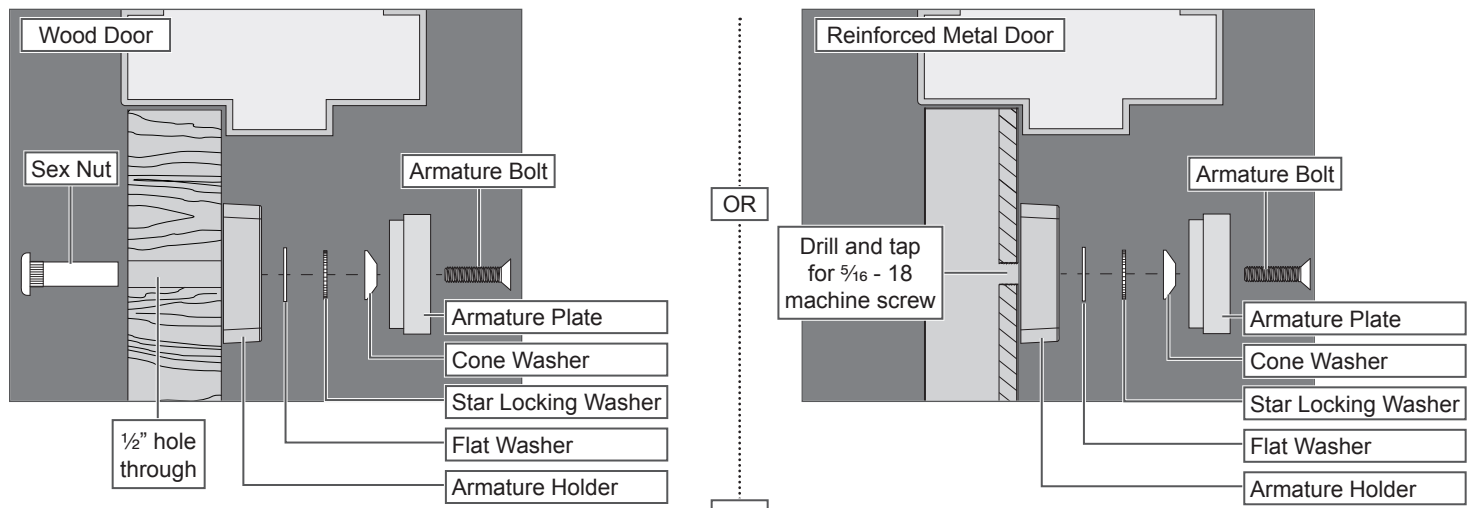 Wood Door
Sex Nut
Armature Bolt
Armature Plate
Cone Washer
Star Locking Washer
Flat Washer
Armature Holder
½” hole
through
OR
Reinforced Metal Door
Armature Bolt
Drill and tap
for 5⁄16 - 18
machine screw
Armature Plate
Cone Washer
Star Locking Washer
Flat Washer
Armature Holder